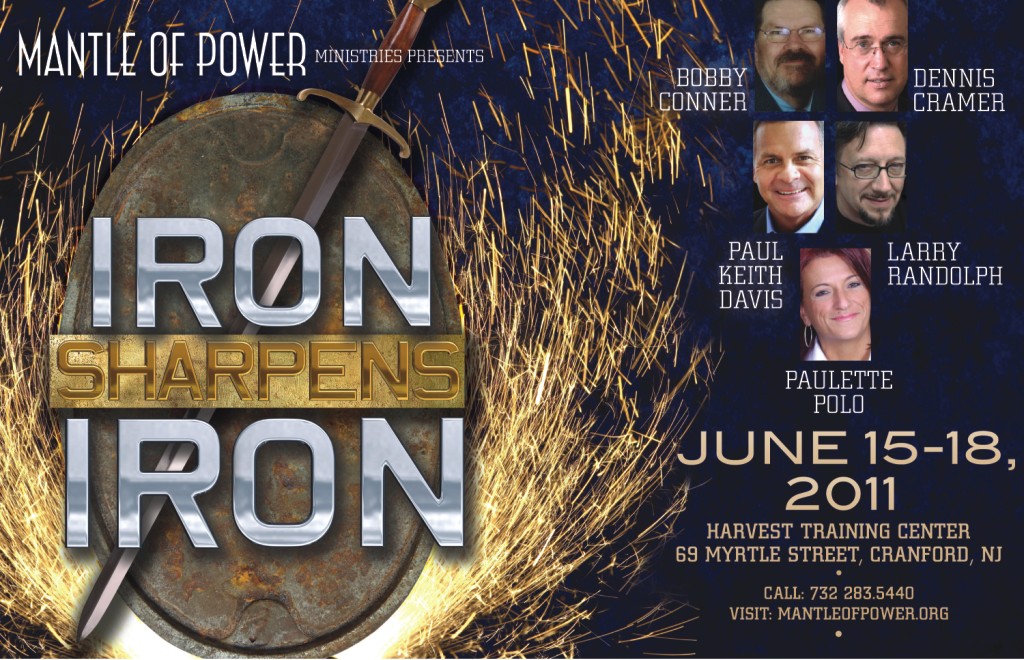 MANTLE OF POWER MINISTRIES PRESENTS
IRON
SHARPENS
IRON
BOBBY
CONNER
DENNIS
CRAMER
PAUL
KEITH
DAVIS
LARRY
RANDOLPH
PAULETTE
POLO
JUNE 15-18,
2011
HARVEST TRAINING CENTER
69 MYRTLE STREET, CRANFORD, NJ
CALL: 732 283.5440
VISIT: MANTLEOFPOWER.ORG